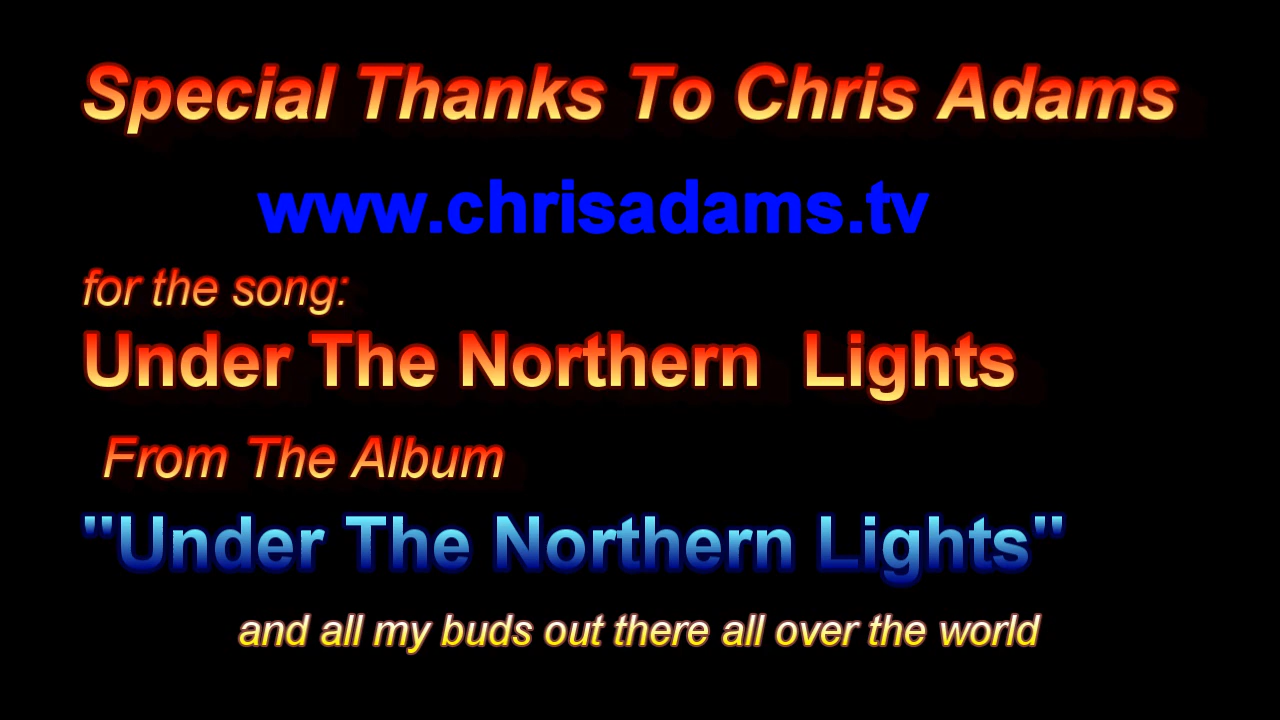 Special Thanks To Chris Adams
www.chrisadams.tv
for the song:
Under The Northern  Lights
From The Album
"Under The Northern Lights"
and all my buds out there all over the world